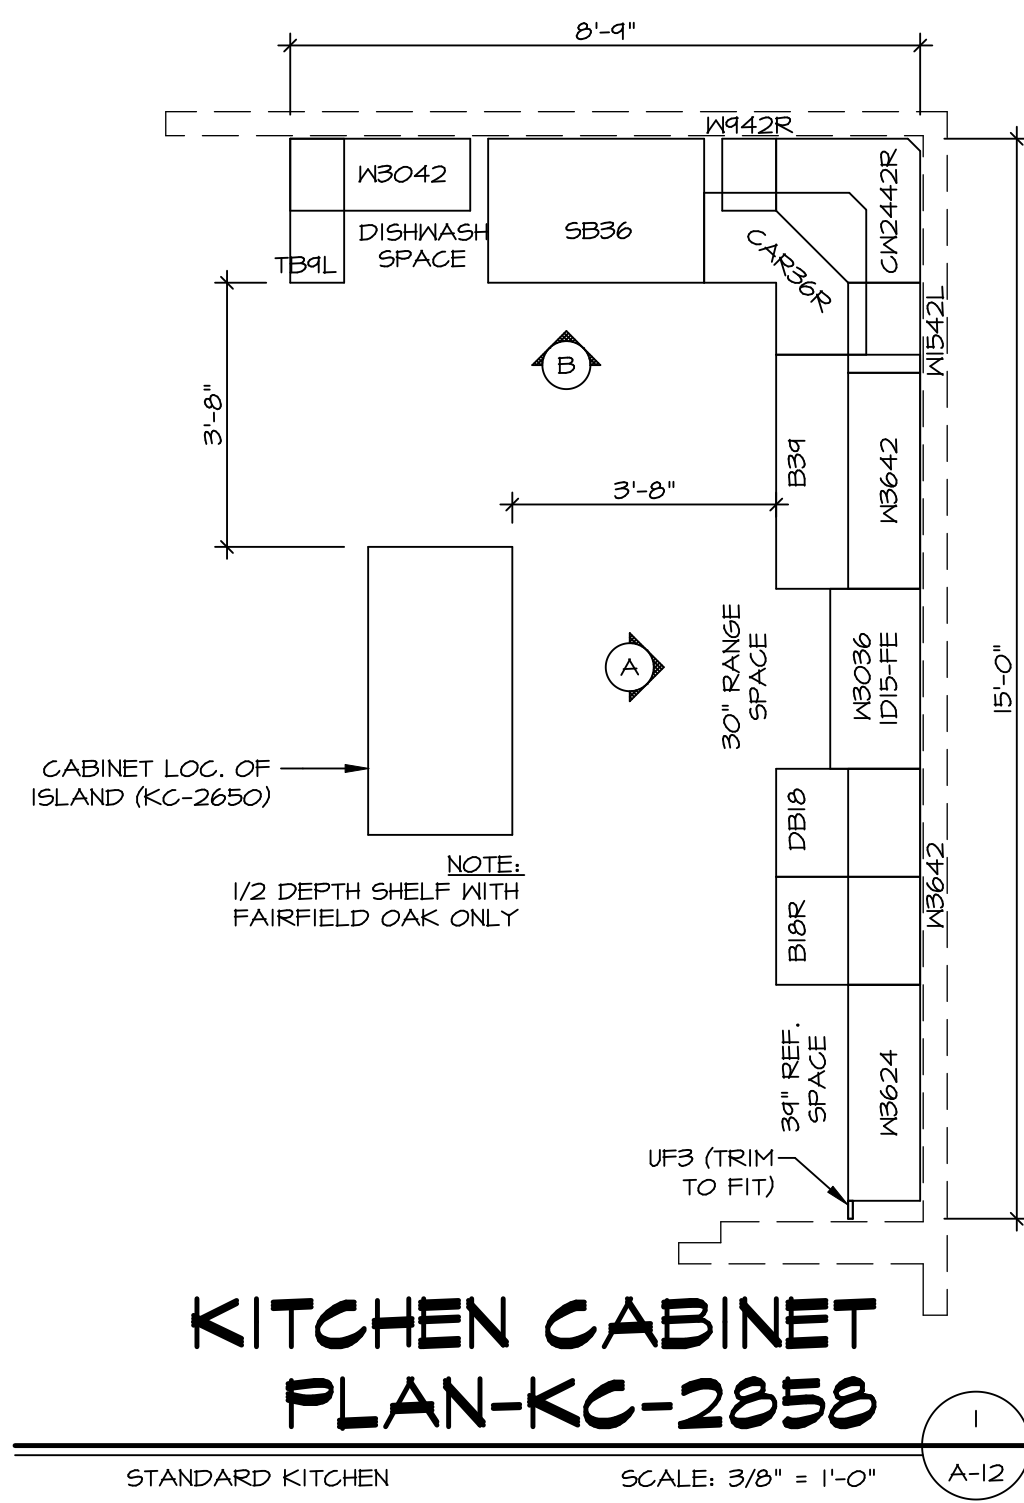 8'-9"
W942R
W3042
CW2442R
DISHWASH
SPACE
SB36
TB9L
CAR36R
W1542L
B
3'-8"
B39
W3642
3'-8"
30" RANGE
SPACE
A
W3036
1D15-FE
15'-0"
CABINET LOC. OF
ISLAND (KC-2650)
DB18
NOTE:
1/2 DEPTH SHELF WITH
FAIRFIELD OAK ONLY
W3642
B18R
39" REF.
SPACE
W3624
UF3 (TRIM
TO FIT)
KITCHEN CABINET
PLAN-KC-2858
1
A-12
STANDARD KITCHEN
SCALE: 3/8" = 1'-0"